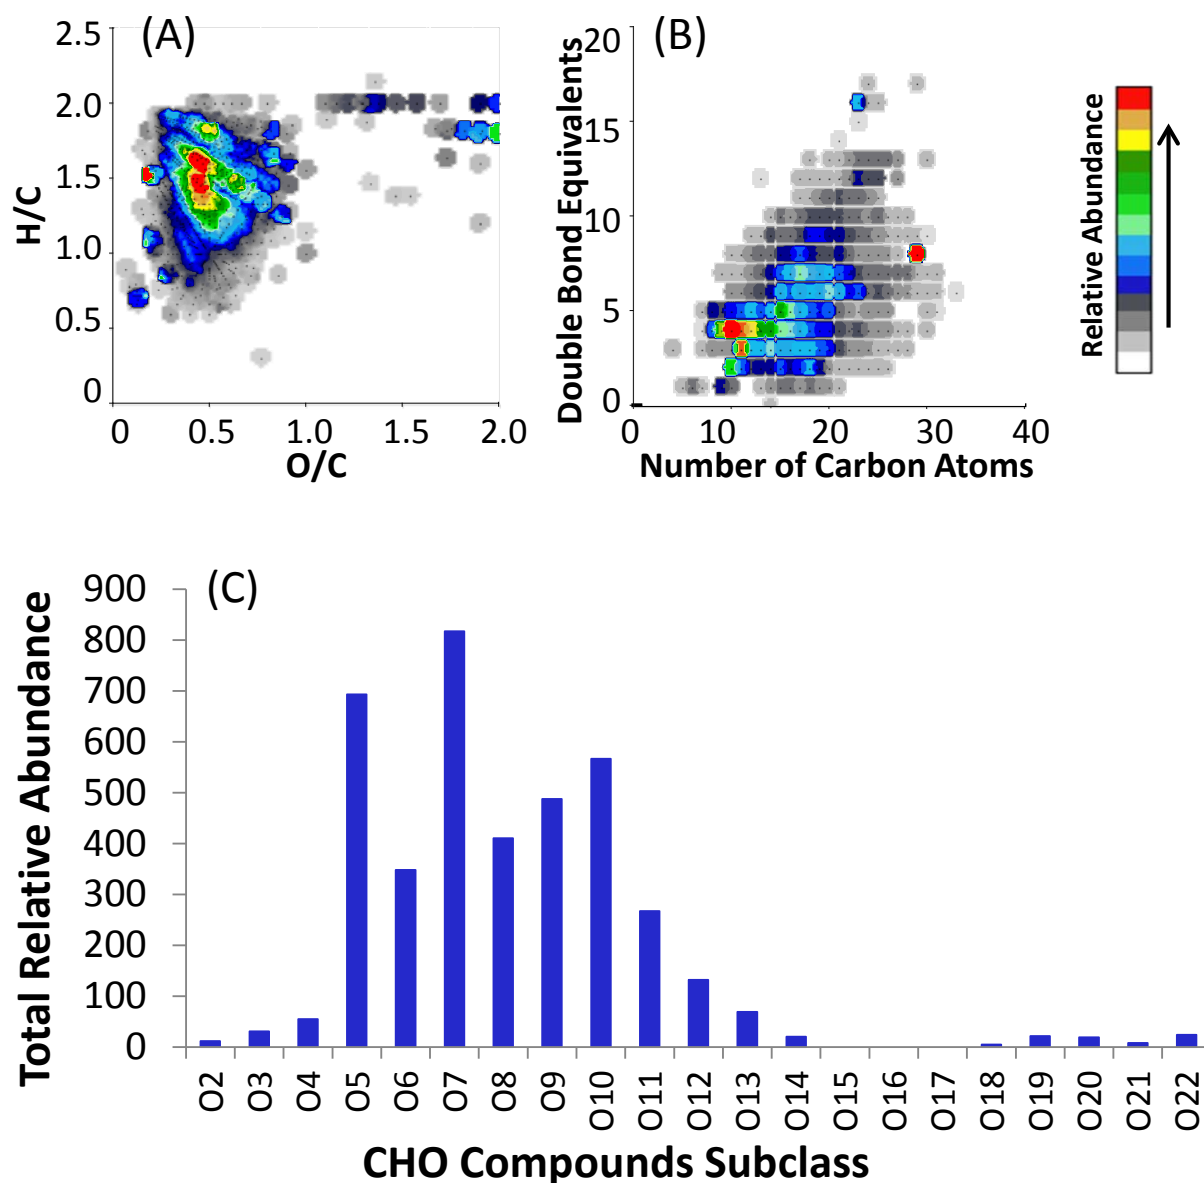 (A)
2.5
2.0
1.5
1.0
0.5
0
H/C
0 0.5 1.0 1.5 2.0
O/C
(B)
20
15
10
5
0
Double Bond Equivalents
0 10 20 30 40
Number of Carbon Atoms
Relative Abundance
(C)
900
800
700
600
500
400
300
200
100
0
Total Relative Abundance
O2 O3 O4 O5 O6 O7 O8 O9 O10 O11 O12 O13 O14 O15 O16 O17 O18 O19 O20 O21 O22
CHO Compounds Subclass